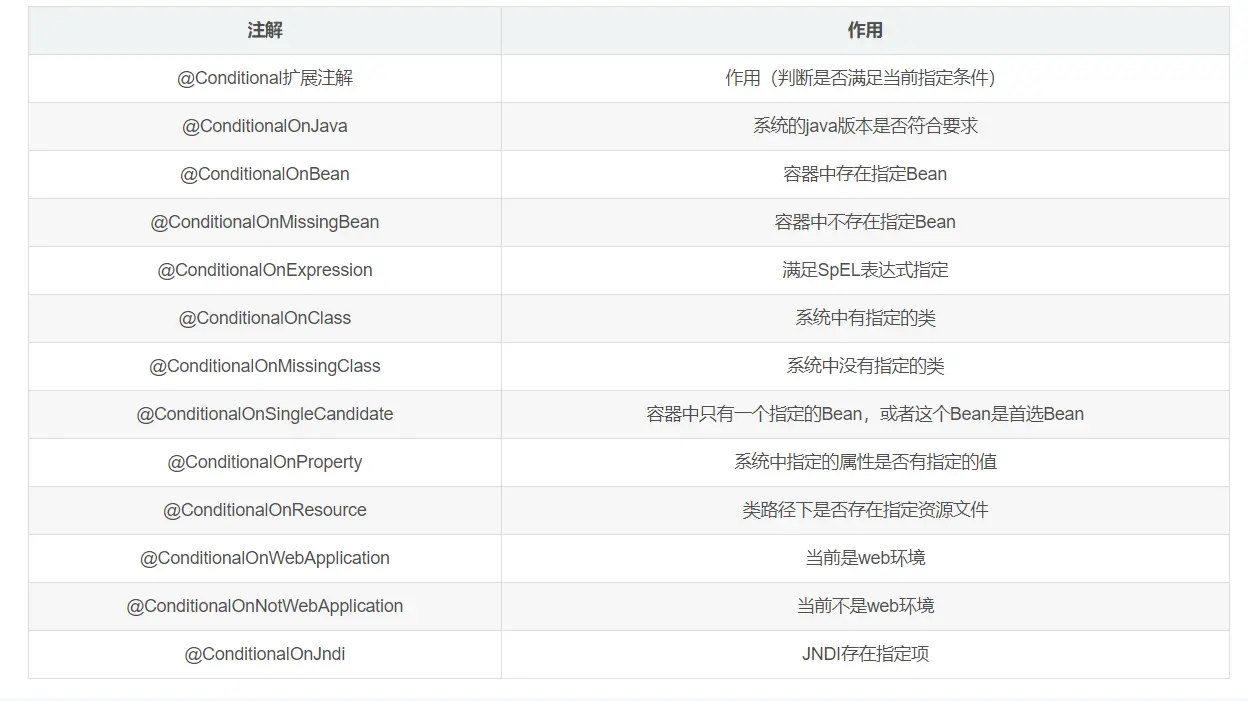 注解 作用
@Conditional扩展注解 作用（判断是否满足当前指定条件）
@ConditionalOnJava 系统的java版本是否符合要求
@ConditionalOnBean 容器中存在指定Bean
@ConditionalOnMissingBean 容器中不存在指定Bean
@ConditionalOnExpression 满足SpEL表达式指定
@ConditionalOnClass 系统中有指定的类
@ConditionalOnMissingClass 系统中没有指定的类
@ConditionalOnSingleCandidate 容器中只有一个指定的Bean，或者这个Bean是首选Bean
@ConditionalOnProperty 系统中指定的属性是否有指定的值
@ConditionalOnResource 类路径下是否存在指定资源文件
@ConditionalOnWebApplication 当前是web环境
@ConditionalOnNotWebApplication 当前不是web环境
@ConditionalOnJndi JNDI存在指定项